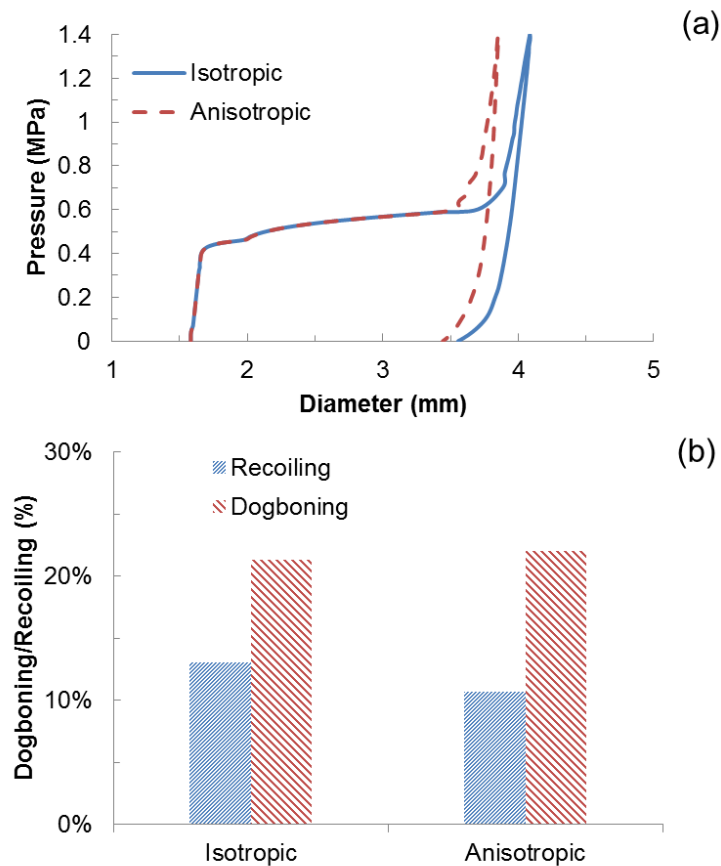 (a)
1.4
1.2
1
0.8
0.6
0.4
0.2
0
Pressure (MPa)
Isotropic
Anisotropic
1 2 3 4 5
Diameter (mm)
(b)
30%
20%
10%
0%
Dogboning/Recoiling (%)
Recoiling
Dogboning
Isotropic Anisotropic